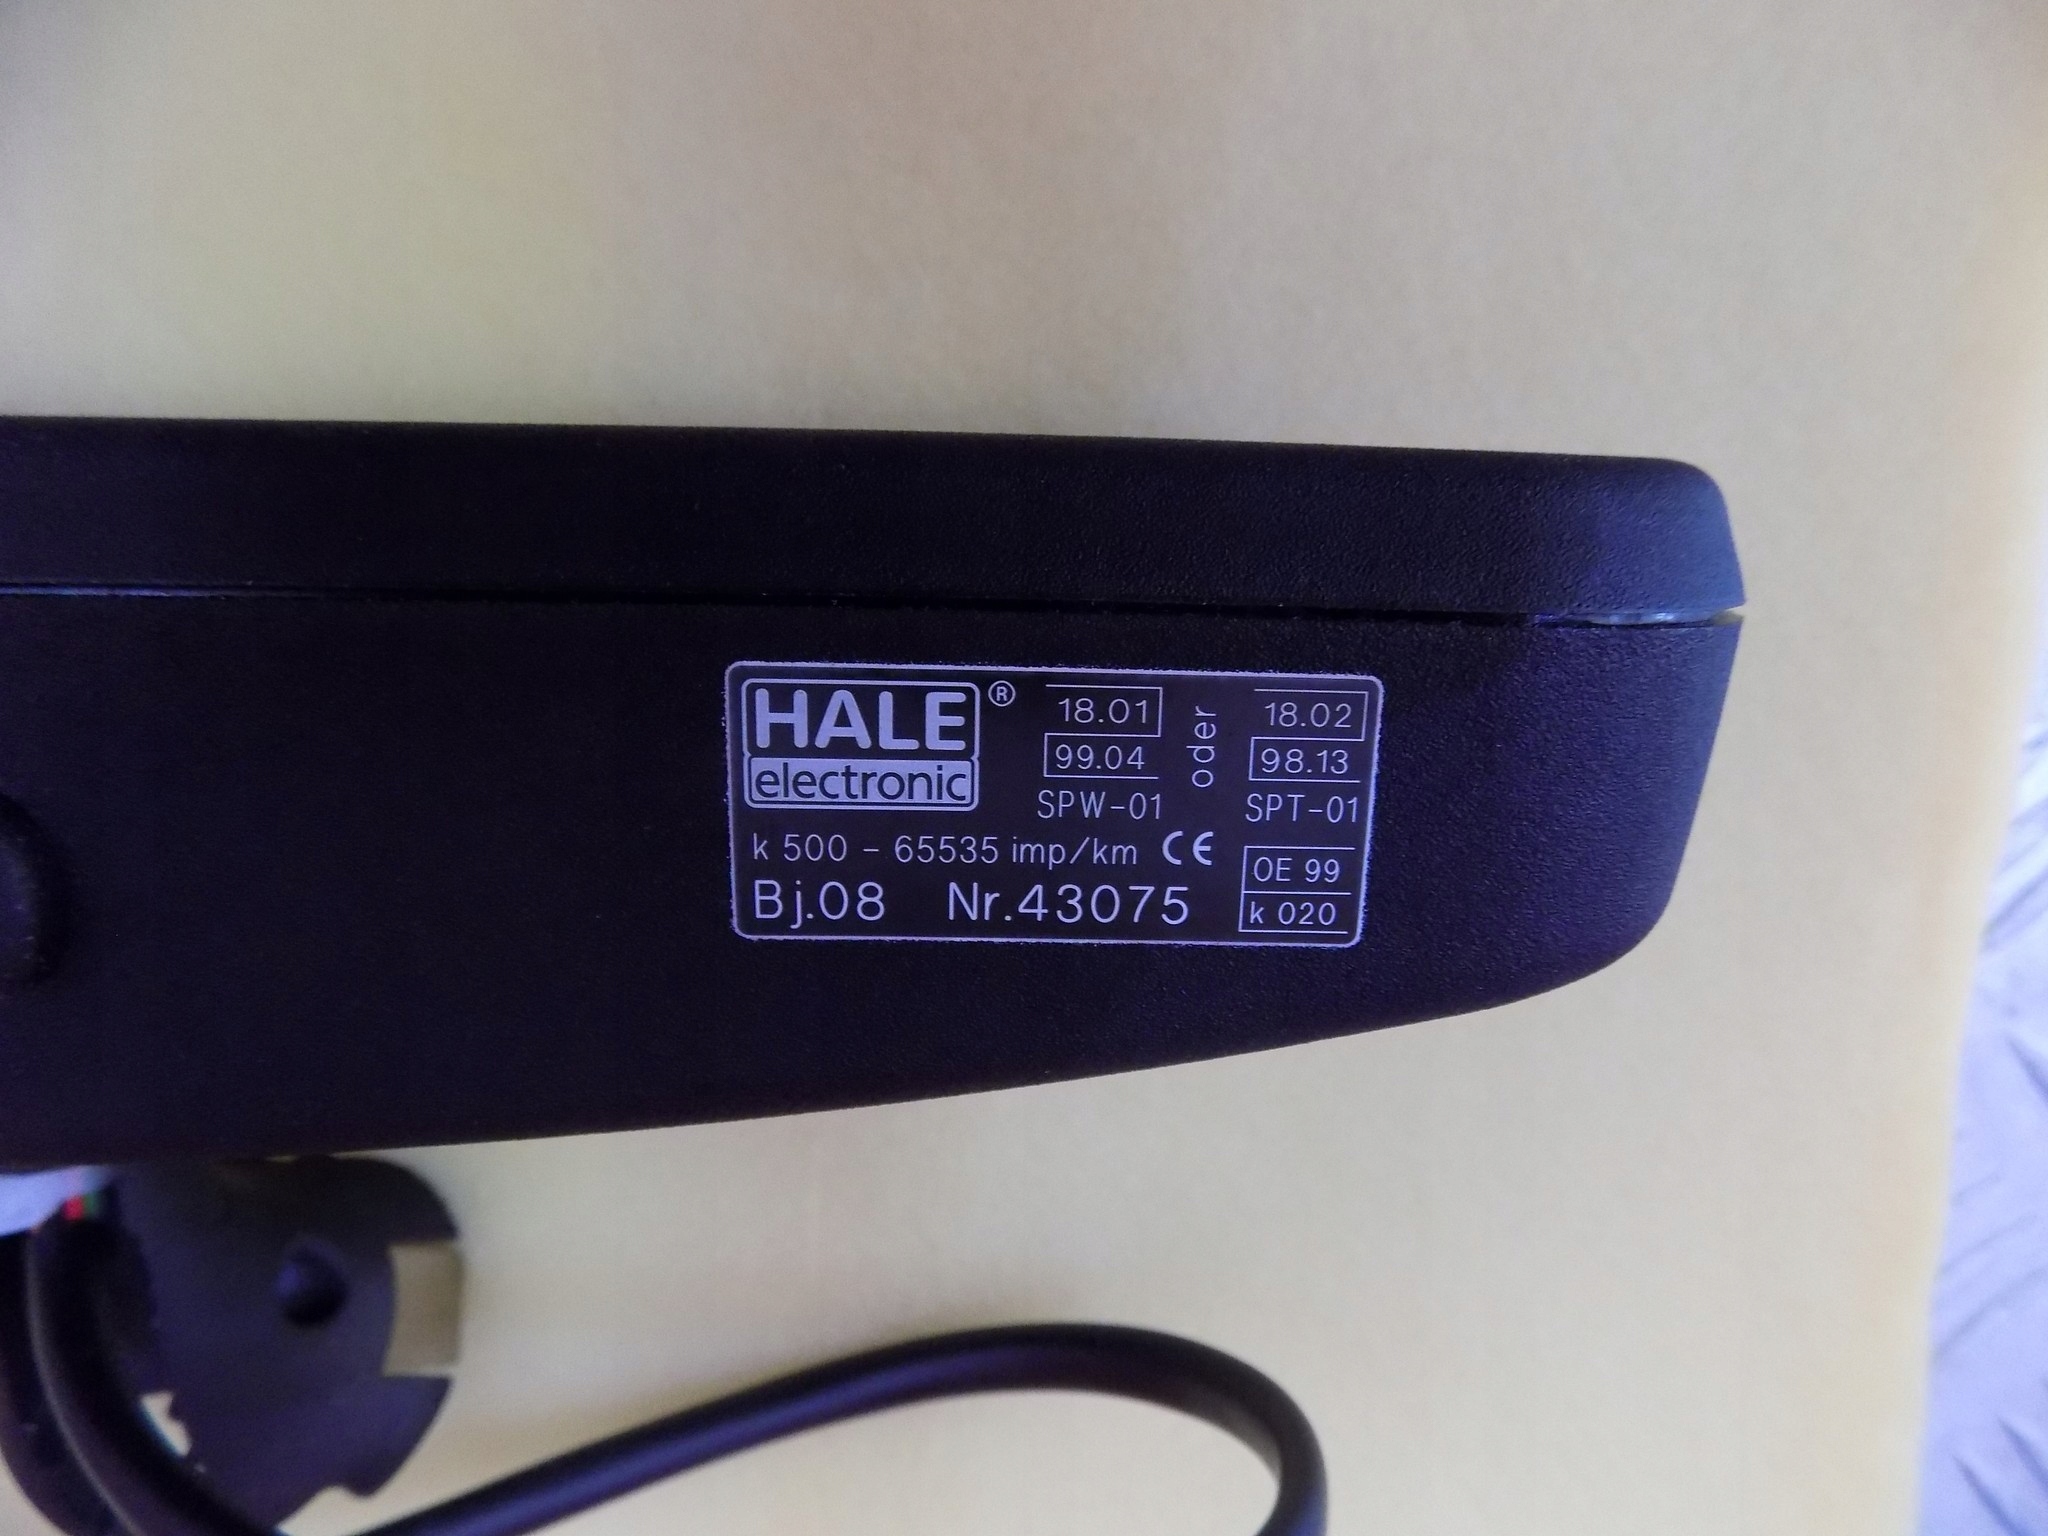 HALE ®
electronic
18.01
99.04
SPW-01
oder
18.02
98.13
SPT-01
k 500 - 65535 imp/km CE
Bj.08 Nr.43075
OE 99
k 020